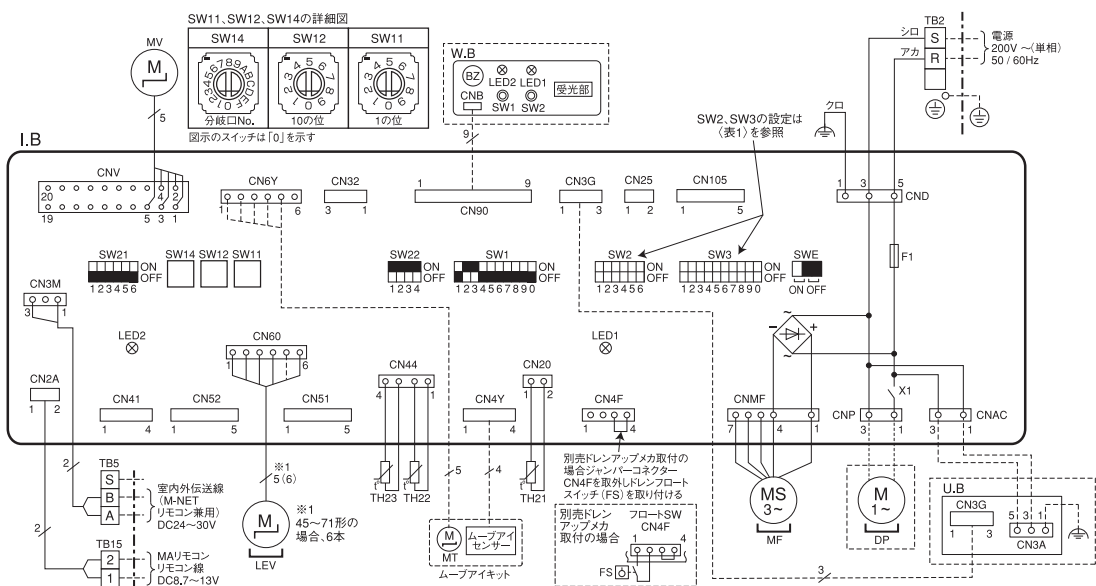 SW11、SW12、SW14の詳細図
SW14
SW12
SW11
0123456789ABCDEF
0123456789
0123456789
分岐口No.
10の位
1の位
図示のスイッチは「0」を示す
MV
M
5
W.B
BZ
LED2
LED1
CNB
SW1
SW2
受光部
9
SW2、SW3の設定は
〈表1〉を参照
TB2
シロ
S
アカ
R
電源
200V ～(単相)
50 / 60Hz
クロ
I.B
CNV
20
4
2
19
5
3
1
CN6Y
1
6
CN32
3
1
1
9
CN90
CN3G
1
3
CN25
1
2
CN105
1
5
1
3
5
CND
F1
SW21
ON
OFF
123456
SW14
SW12
SW11
SW22
ON
OFF
1234
SW1
ON
OFF
1234567890
SW2
ON
OFF
123456
SW3
ON
OFF
1234567890
SWE
ON OFF
CN3M
3
1
LED2
CN60
1
6
LED1
～
－
＋
～
CN2A
1
2
CN41
1
4
CN52
1
5
CN51
1
5
CN44
4
1
CN4Y
1
4
CN20
1
2
CN4F
1
4
CNMF
7
4
1
X1
CNP
3
1
CNAC
3
1
別売ドレンアップメカ取付の
場合ジャンパーコネクター
CN4Fを取外しドレンフロート
スイッチ(FS)を取り付ける
2
2
TB5
S
B
A
室内外伝送線
(M-NET
リモコン兼用)
DC24～30V
TB15
2
1
MAリモコン
リモコン線
DC8.7～13V
※1
5(6)
M
LEV
※1
45～71形の
場合、6本
t°
TH23
t°
TH22
5
4
M
MT
ムーブアイ
センサー
ムーブアイキット
t°
TH21
別売ドレン
アップメカ
取付の場合
フロートSW
CN4F
1
4
FS
MS
3～
MF
M
1～
DP
U.B
CN3G
1
3
5
3
1
CN3A
3